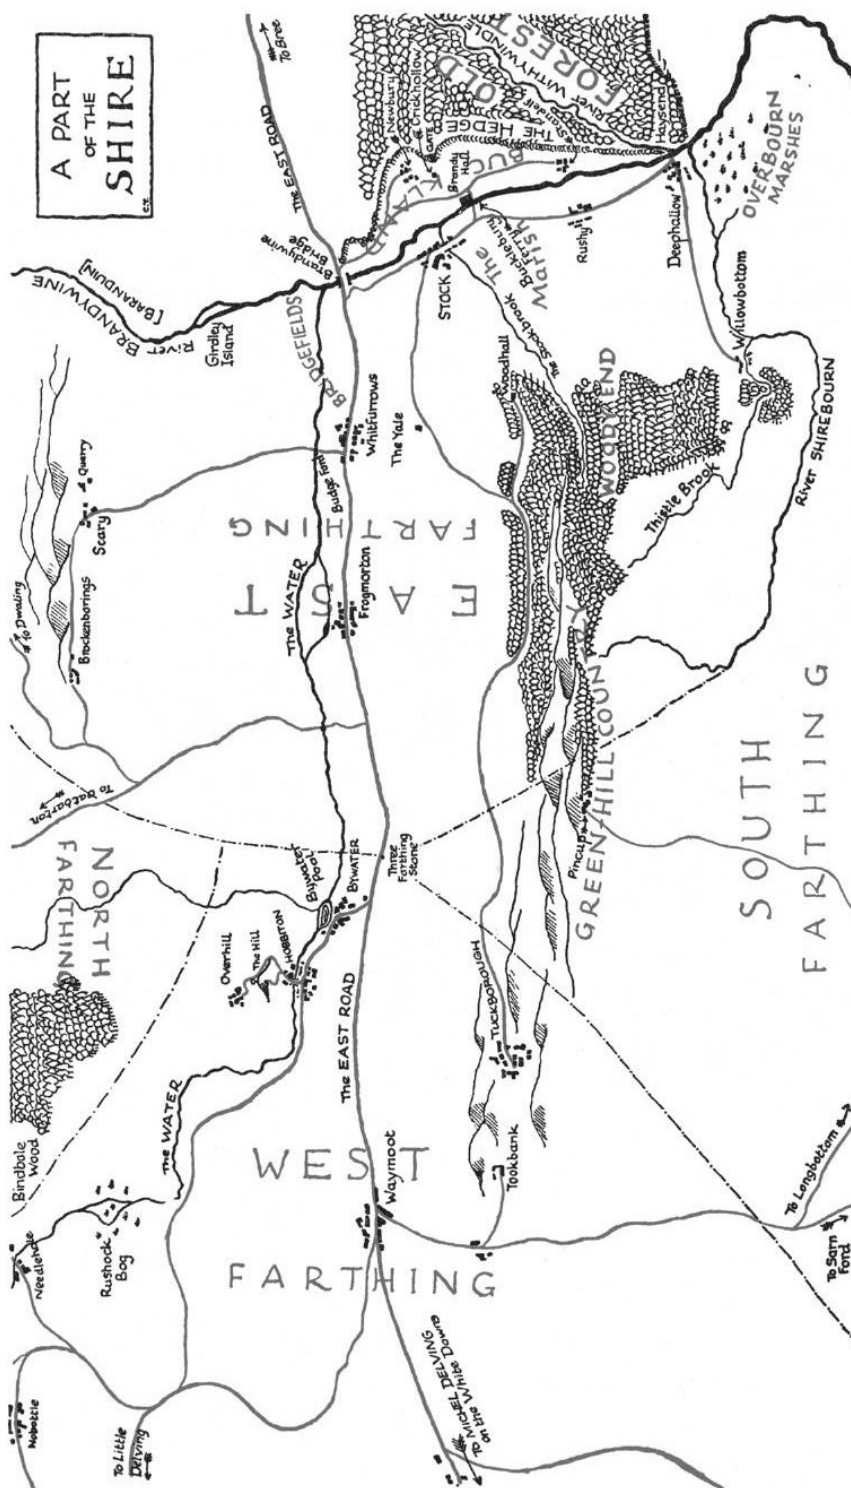 A PART
OF THE
SHIRE
C.T.
To Bree
The EAST ROAD
Newbury
Crickhollow
OLD
FOREST
River WITHYWINDLE
THE HEDGE
GATE
Standelf
Haysend
BUCKLAND
Brandy
Hall
OVERBOURN
MARSHES
River BRANDYWINE
[BARANDUIN]
Girdley
Island
Brandywine
Bridge
BRIDGEFIELDS
STOCK
Bucklebury
Ferry
The
Marish
Rushy
Deephallow
Willowbottom
The Stockbrook
Woodhall
WOODY END
Thistle Brook
River SHIREBOURN
Quarry
Scary
Brockenborings
To Dwaling
Budge Ford
Whitfurrows
The Yale
EAST
FARTHING
The WATER
Frogmorton
To Oatbarton
GREEN HILL COUNTRY
SOUTH
FARTHING
Pincup
NORTH
FARTHING
Bywater
Pool
BYWATER
Three
Farthing
Stone
Overhill
The Hill
HOBBITON
The EAST ROAD
TUCKBOROUGH
Tookbank
Bindbole
Wood
The WATER
Rushock
Bog
Needlehole
WEST
FARTHING
Waymoot
To Longbottom
To Sarn
Ford
Nobottle
To Little
Delving
To MICHEL DELVING
on the White Downs